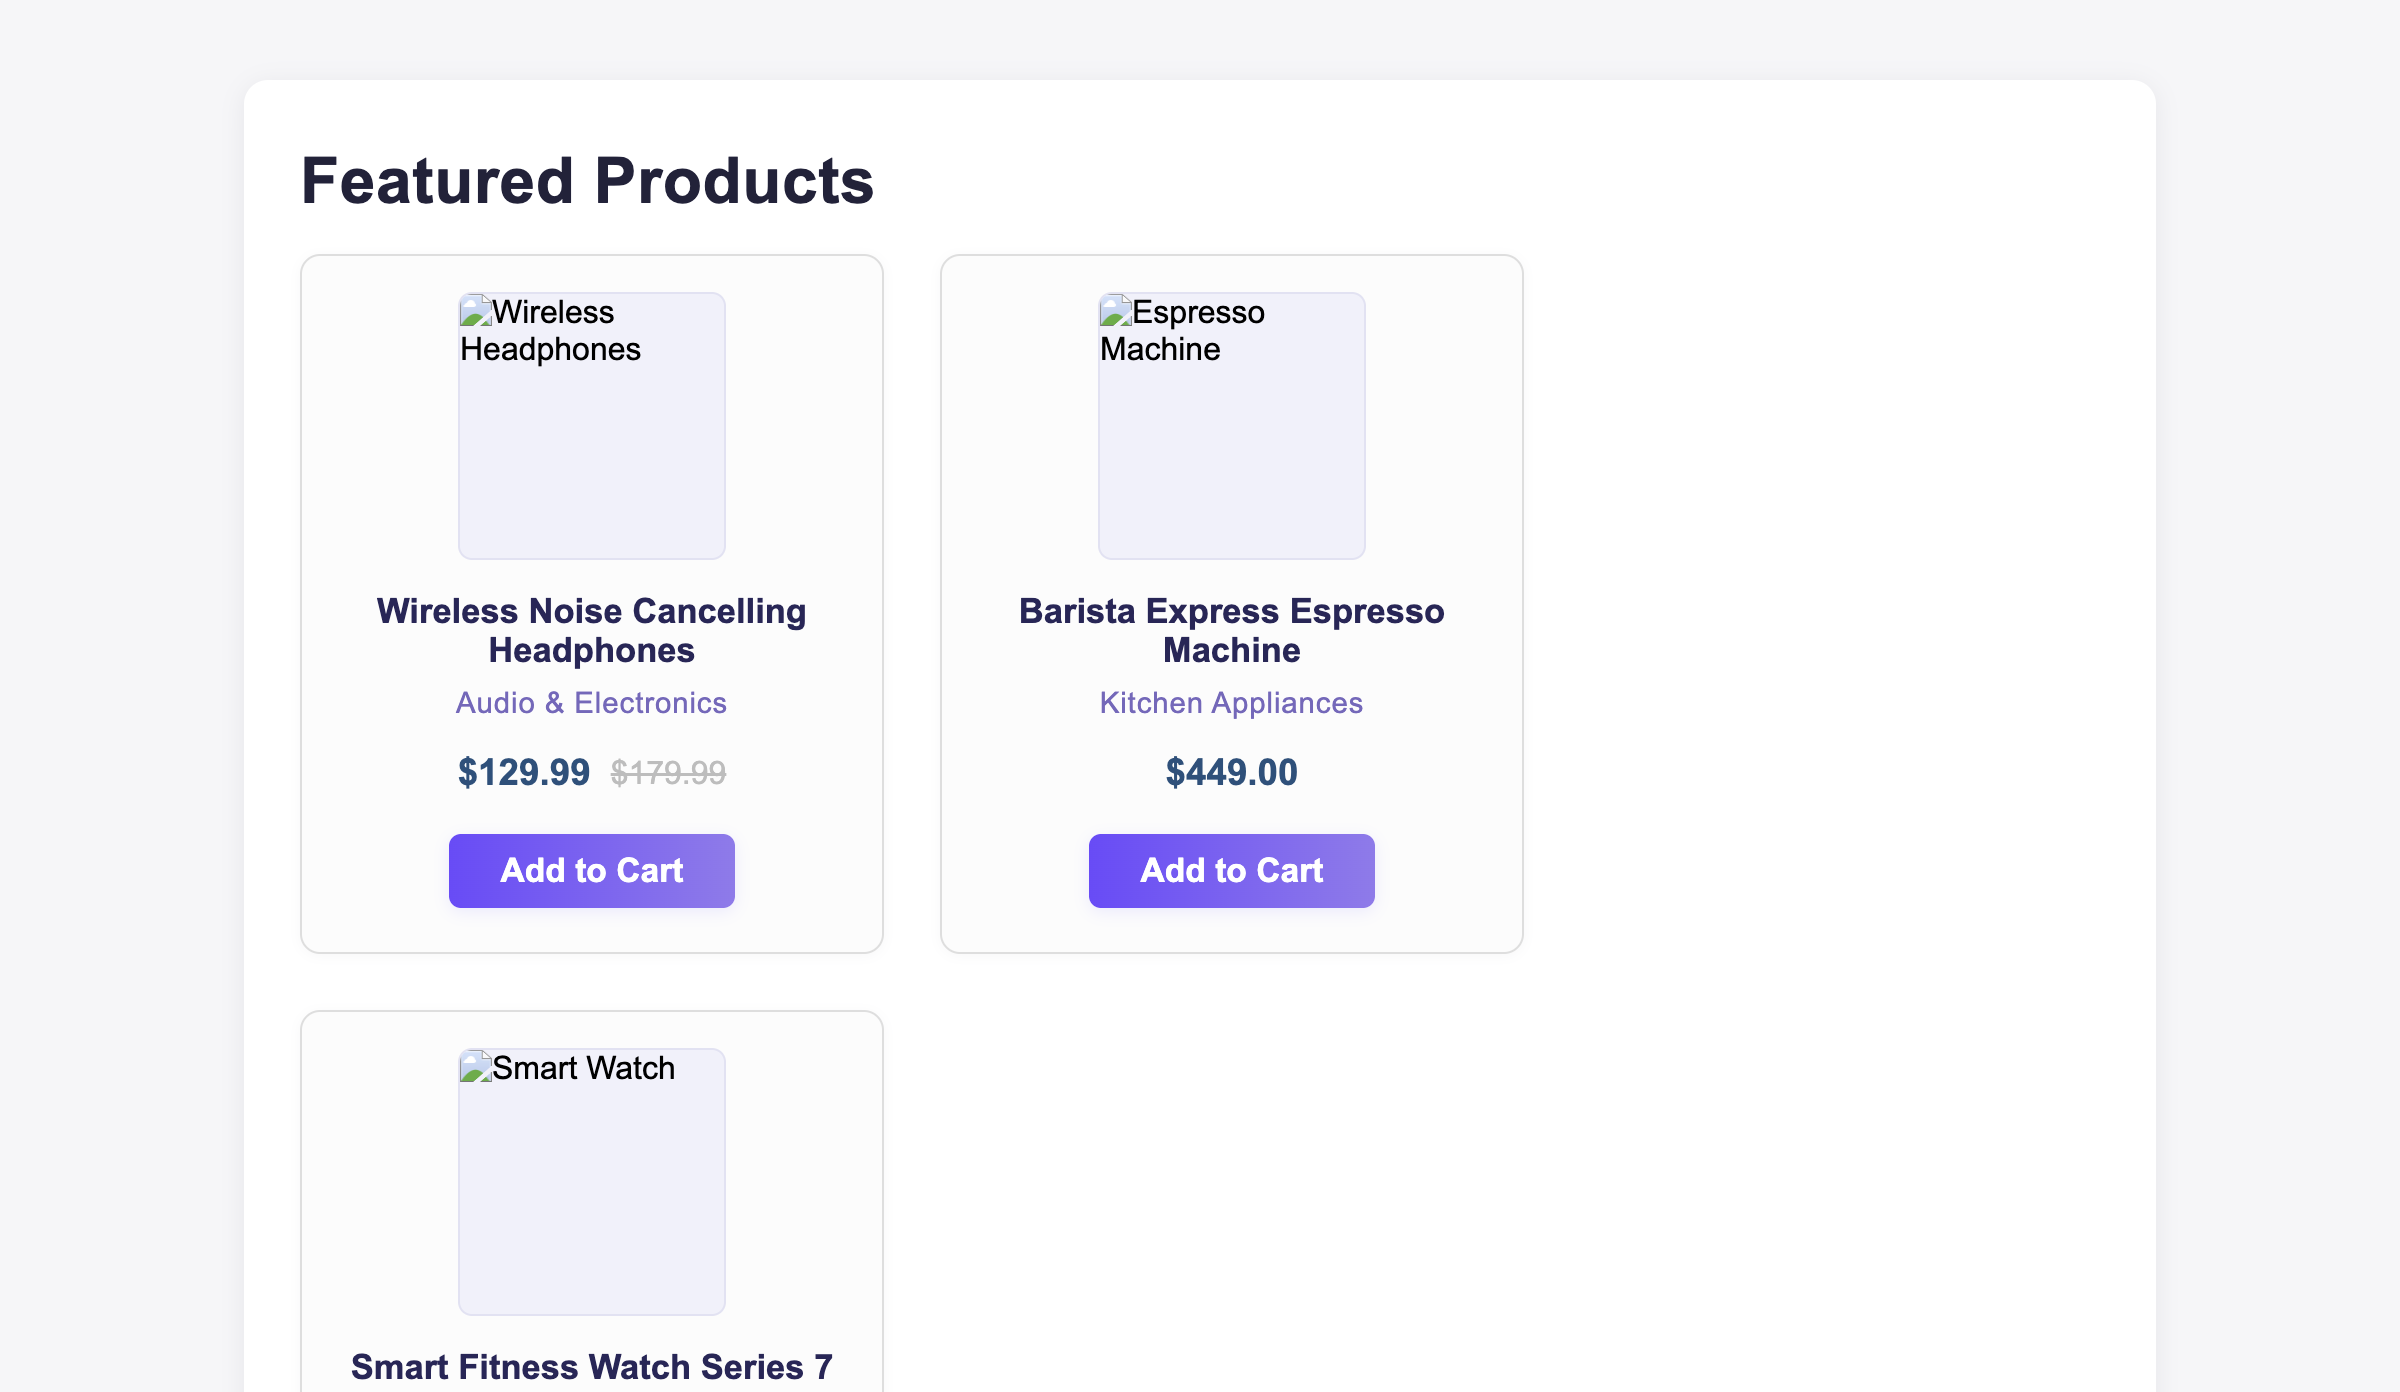 Featured Products
Wireless
Headphones
Wireless Noise Cancelling
Headphones
Audio & Electronics
$129.99 $179.99
Add to Cart
Espresso
Machine
Barista Express Espresso
Machine
Kitchen Appliances
$449.00
Add to Cart
Smart Watch
Smart Fitness Watch Series 7